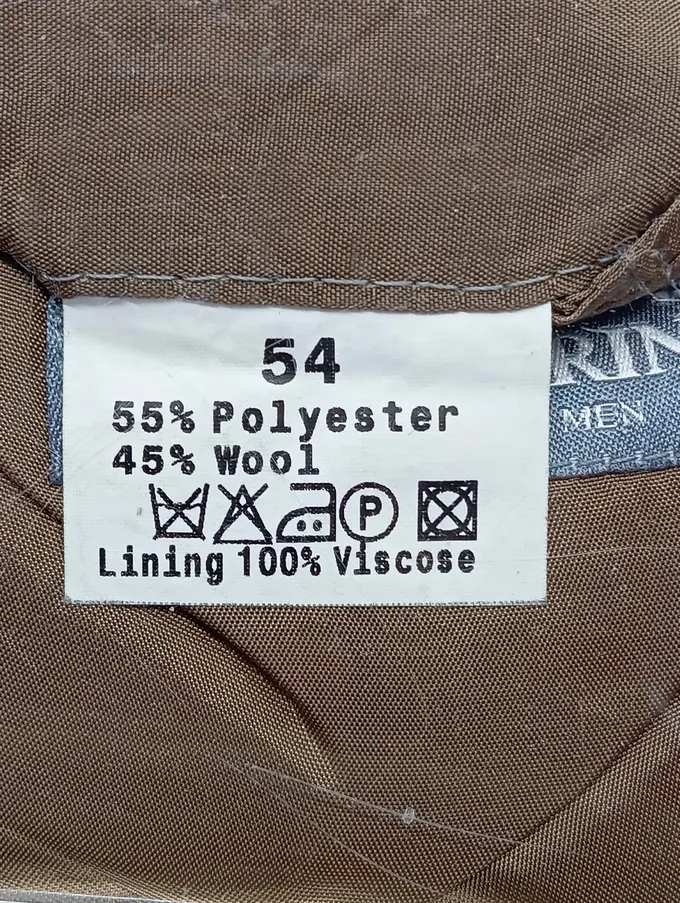 54
55% Polyester
45% Wool
P
Lining 100% Viscose
MEN